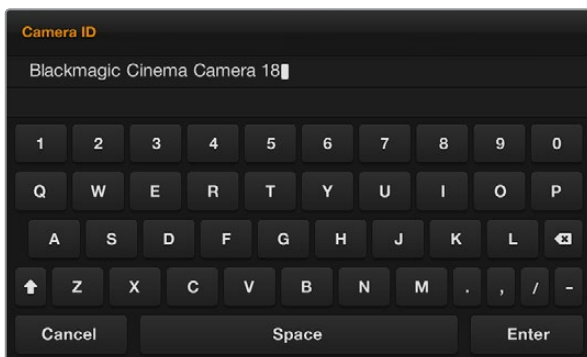 Camera ID
Blackmagic Cinema Camera 18
1 2 3 4 5 6 7 8 9 0
Q W E R T Y U I O P
A S D F G H J K L
Z X C V B N M . , / -
Cancel Space Enter